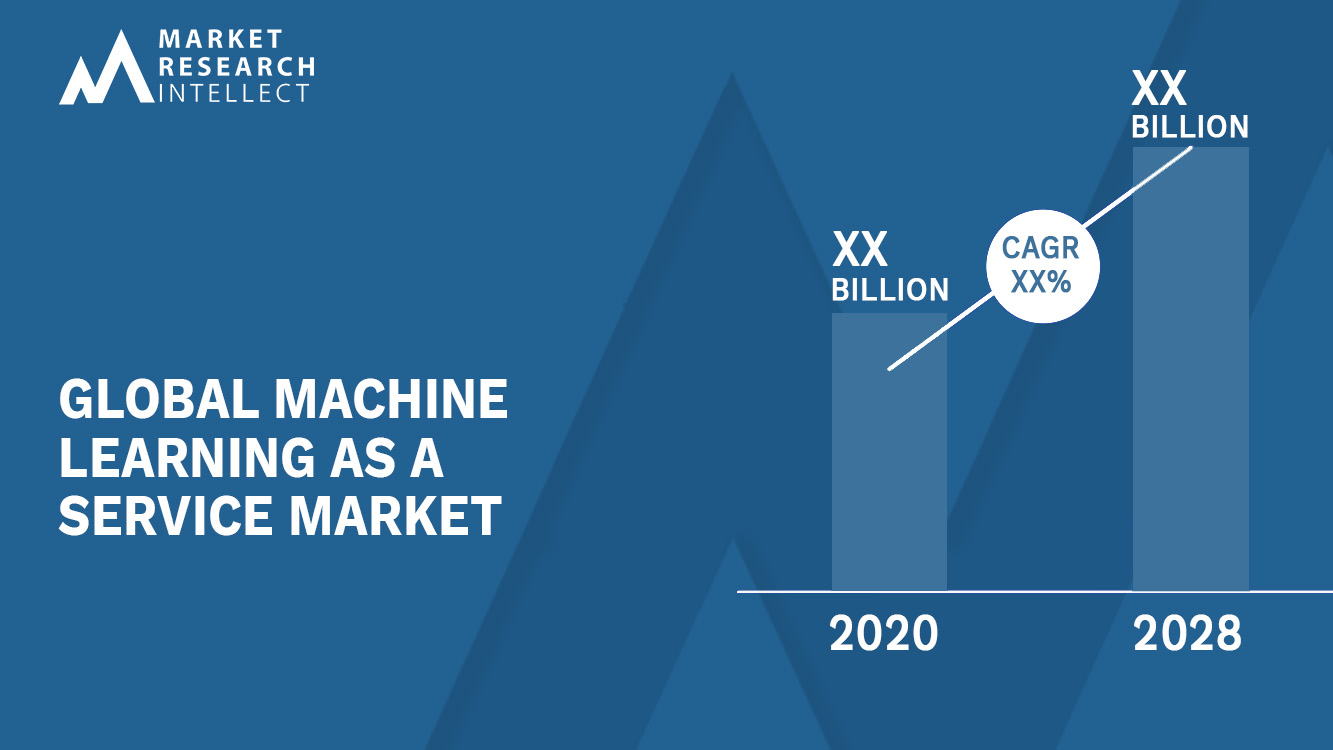 MARKET
RESEARCH
INTELLECT
XX
BILLION
XX
BILLION
CAGR
XX%
GLOBAL MACHINE
LEARNING AS A
SERVICE MARKET
2020
2028